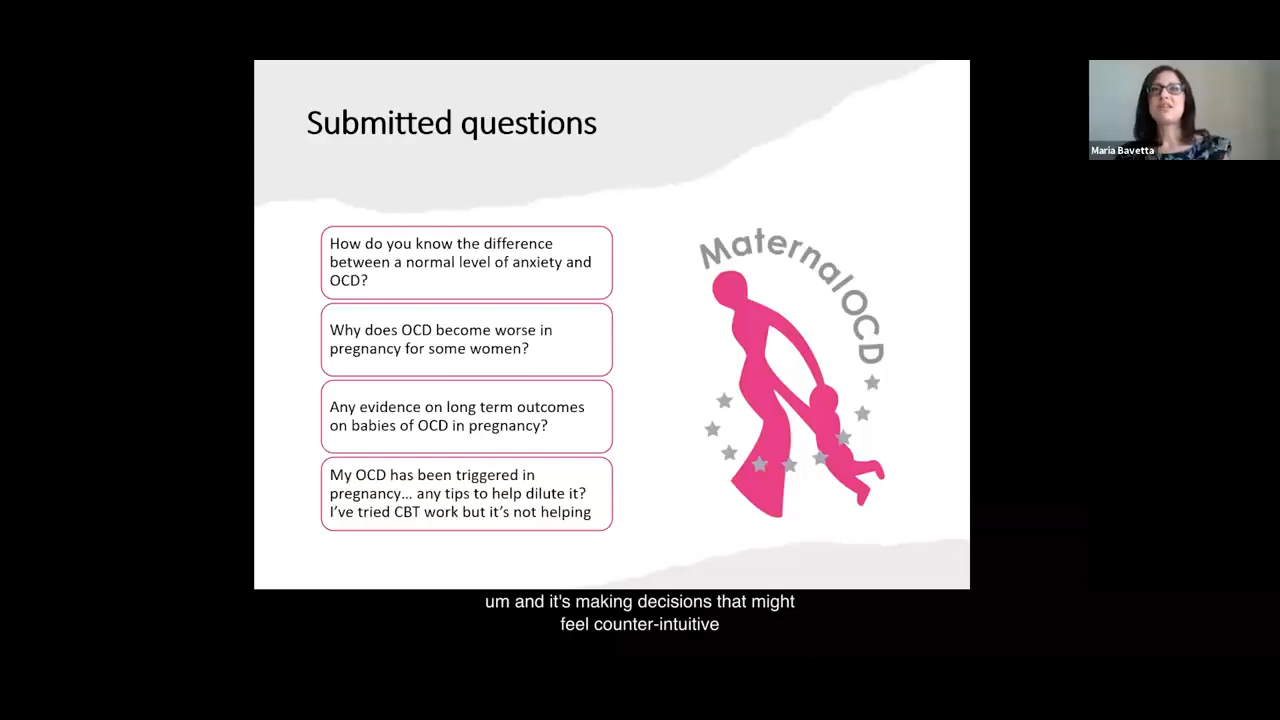 Submitted questions
How do you know the difference
between a normal level of anxiety and
OCD?
Why does OCD become worse in
pregnancy for some women?
Any evidence on long term outcomes
on babies of OCD in pregnancy?
My OCD has been triggered in
pregnancy... any tips to help dilute it?
I've tried CBT work but it's not helping
MaternalOCD
Maria Bavetta
um and it's making decisions that might
feel counter-intuitive